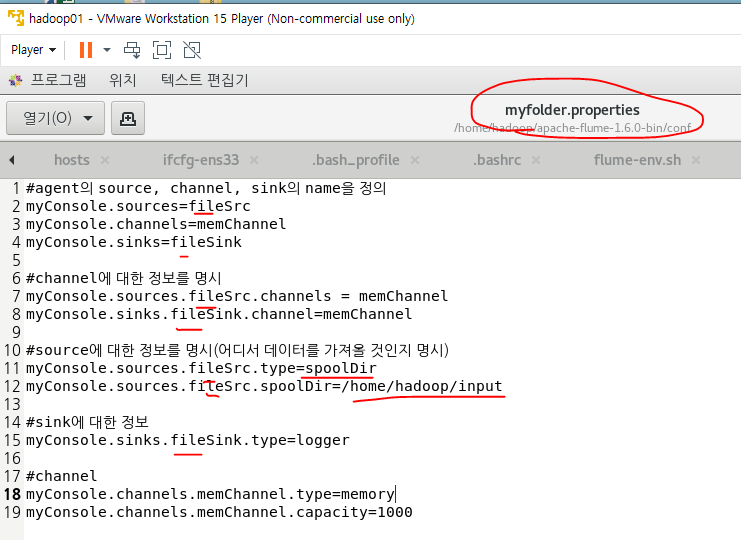 hadoop01 - VMware Workstation 15 Player (Non-commercial use only)
Player
프로그램 위치 텍스트 편집기
열기(O)
myfolder.properties
/home/hadoop/apache-flume-1.6.0-bin/conf
hosts ifcfg-ens33 .bash_profile .bashrc flume-env.sh
1 #agent의 source, channel, sink의 name을 정의
2 myConsole.sources=fileSrc
3 myConsole.channels=memChannel
4 myConsole.sinks=fileSink
5
6 #channel에 대한 정보를 명시
7 myConsole.sources.fileSrc.channels = memChannel
8 myConsole.sinks.fileSink.channel=memChannel
9
10 #source에 대한 정보를 명시(어디서 데이터를 가져올 것인지 명시)
11 myConsole.sources.fileSrc.type=spoolDir
12 myConsole.sources.fileSrc.spoolDir=/home/hadoop/input
13
14 #sink에 대한 정보
15 myConsole.sinks.fileSink.type=logger
16
17 #channel
18 myConsole.channels.memChannel.type=memory
19 myConsole.channels.memChannel.capacity=1000